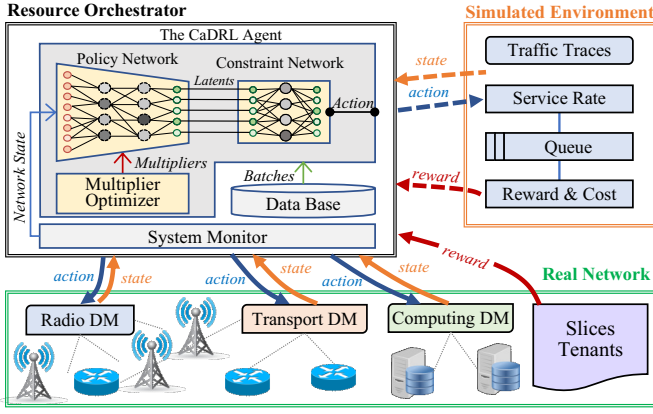 Resource Orchestrator
Simulated Environment
The CaDRL Agent
Policy Network
Constraint Network
Latents
Action
Network State
Multipliers
Multiplier
Optimizer
Batches
Data Base
System Monitor
state
action
reward
Traffic Traces
Service Rate
Queue
Reward & Cost
reward
action
state
action
state
action
state
Real Network
Radio DM
Transport DM
Computing DM
Slices
Tenants